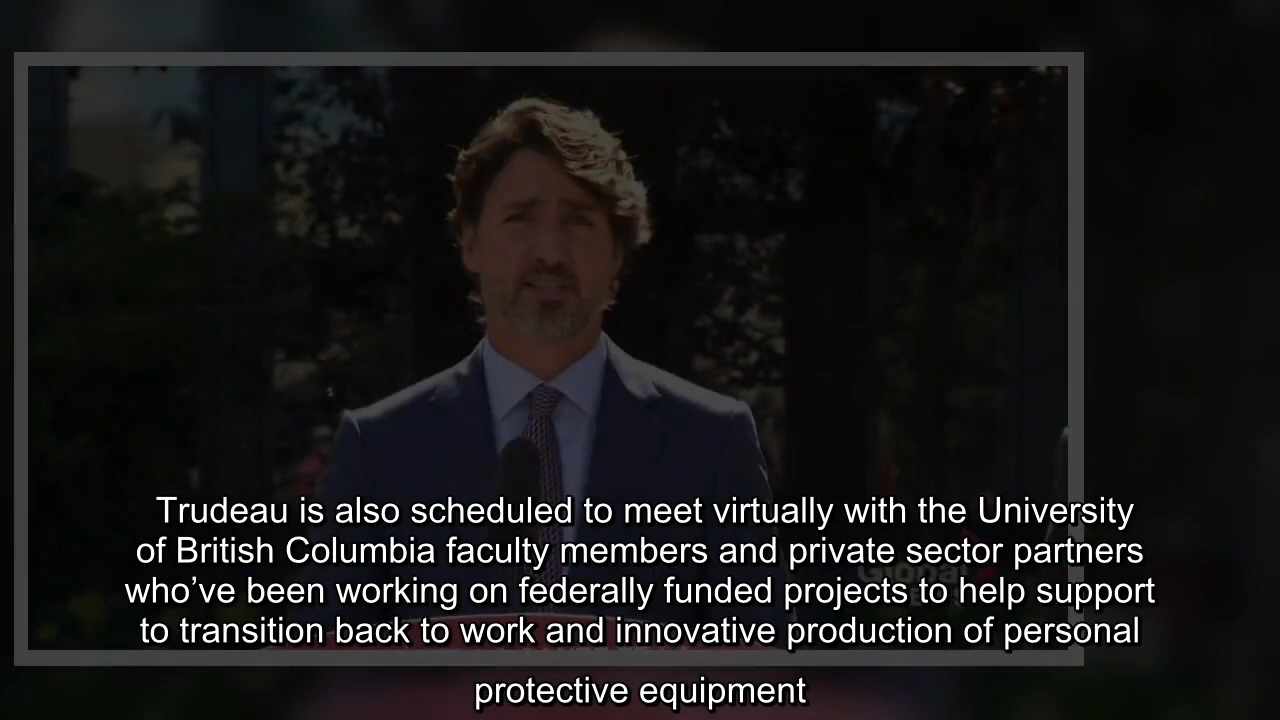 Trudeau is also scheduled to meet virtually with the University
of British Columbia faculty members and private sector partners
who’ve been working on federally funded projects to help support
to transition back to work and innovative production of personal
protective equipment
Global